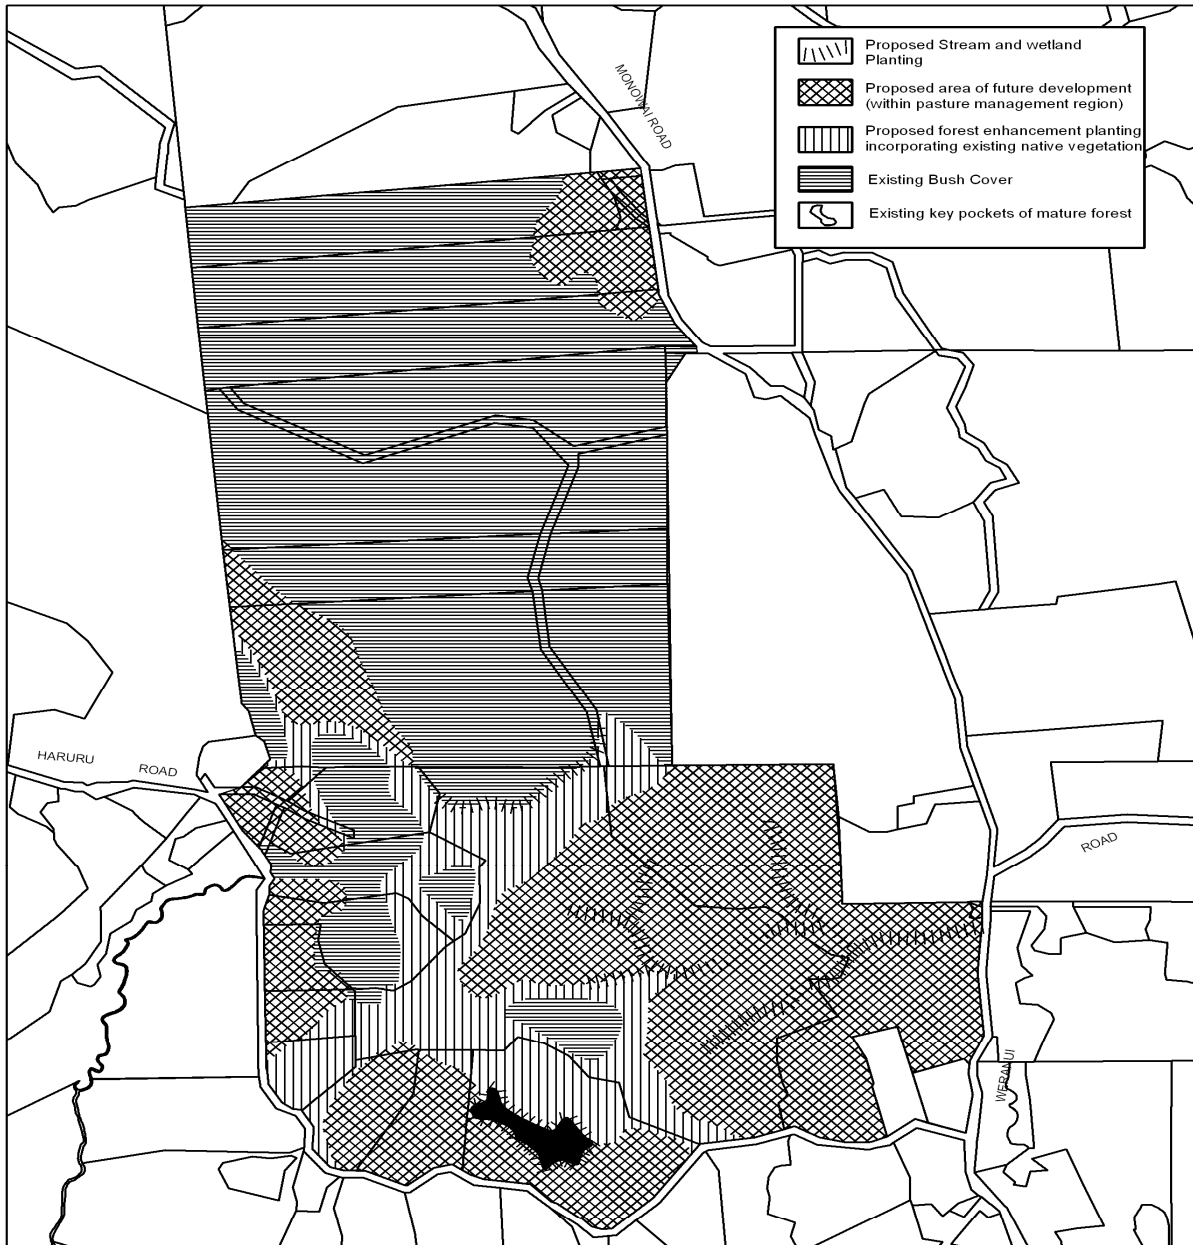 MONOWAI ROAD
Proposed Stream and wetland
Planting
Proposed area of future development
(within pasture management region)
Proposed forest enhancement planting
incorporating existing native vegetation
Existing Bush Cover
Existing key pockets of mature forest
HARURU ROAD
ROAD
WERANUI